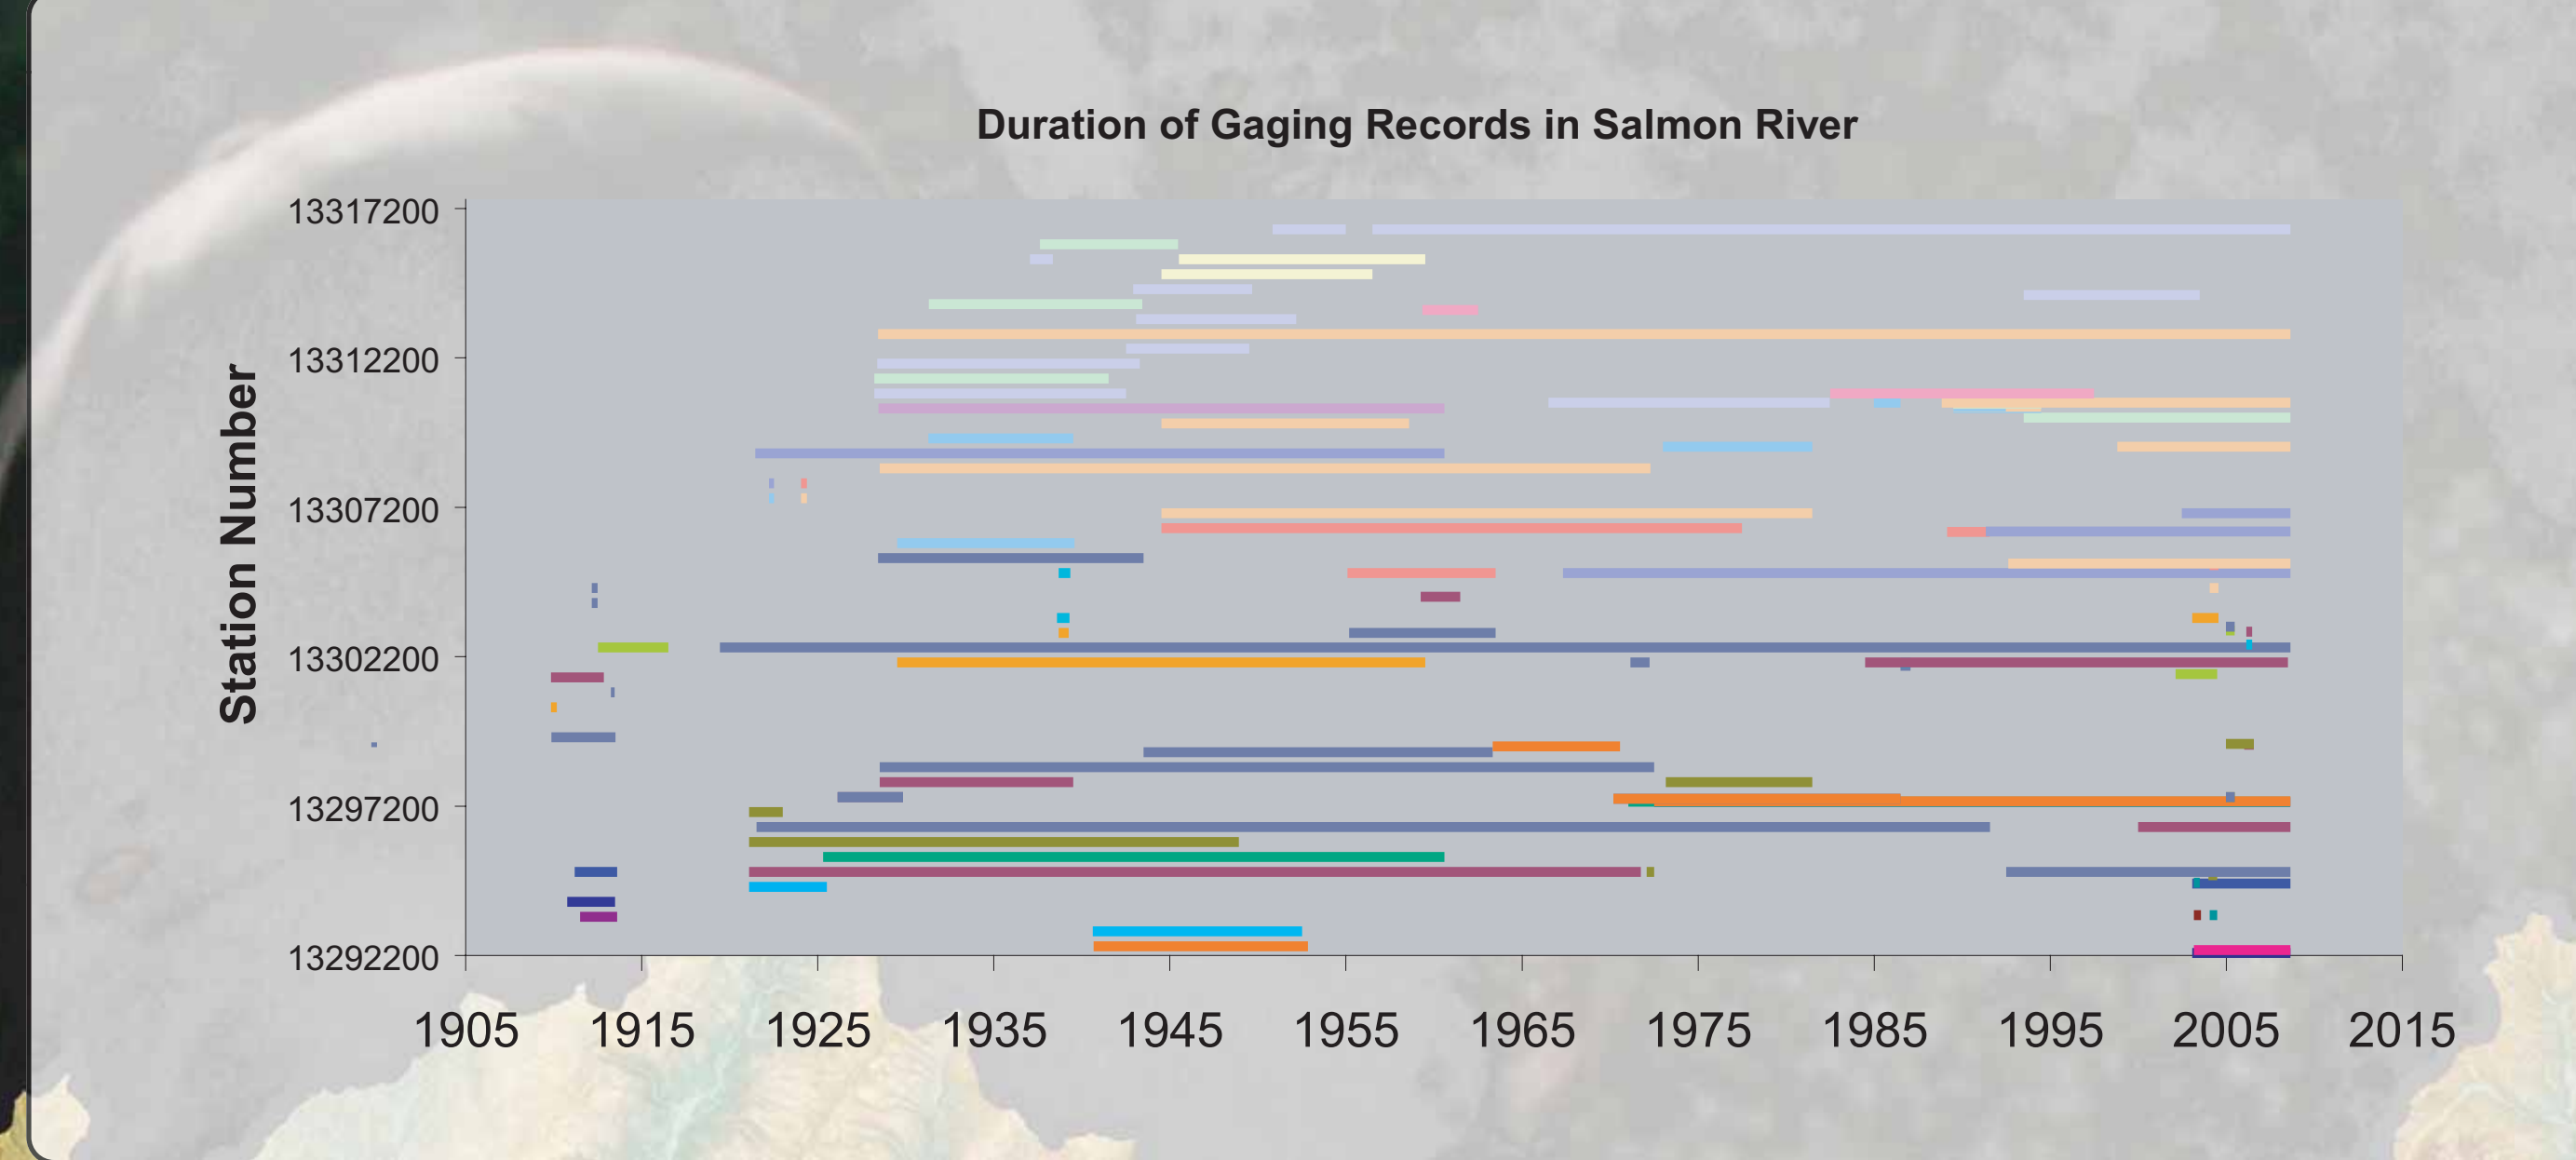 Duration of Gaging Records in Salmon River
Station Number
13317200
13312200
13307200
13302200
13297200
13292200
1905 1915 1925 1935 1945 1955 1965 1975 1985 1995 2005 2015